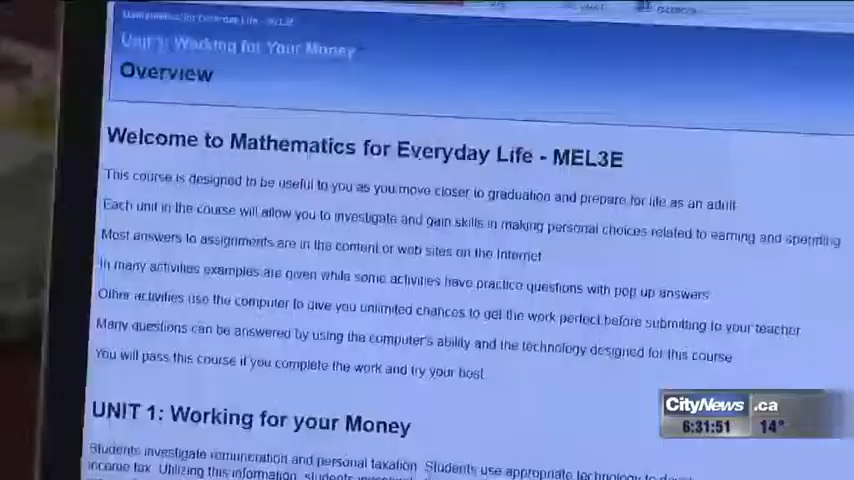 Mathematics for Everyday Life - MEL3E
Unit 1: Working for Your Money
Overview
Welcome to Mathematics for Everyday Life - MEL3E
This course is designed to be useful to you as you move closer to graduation and prepare for life as an adult
Each unit in the course will allow you to investigate and gain skills in making personal choices related to earning and spending
Most answers to assignments are in the content or web sites on the Internet
In many activities examples are given while some activities have practice questions with pop up answers
Other activities use the computer to give you unlimited chances to get the work perfect before submitting to your teacher
Many questions can be answered by using the computer's ability and the technology designed for this course
You will pass this course if you complete the work and try your best
UNIT 1: Working for your Money
Students investigate remuneration and personal taxation. Students use appropriate technology to
income tax. Utilizing this information, students
CityNews .ca
6:31:51 14°